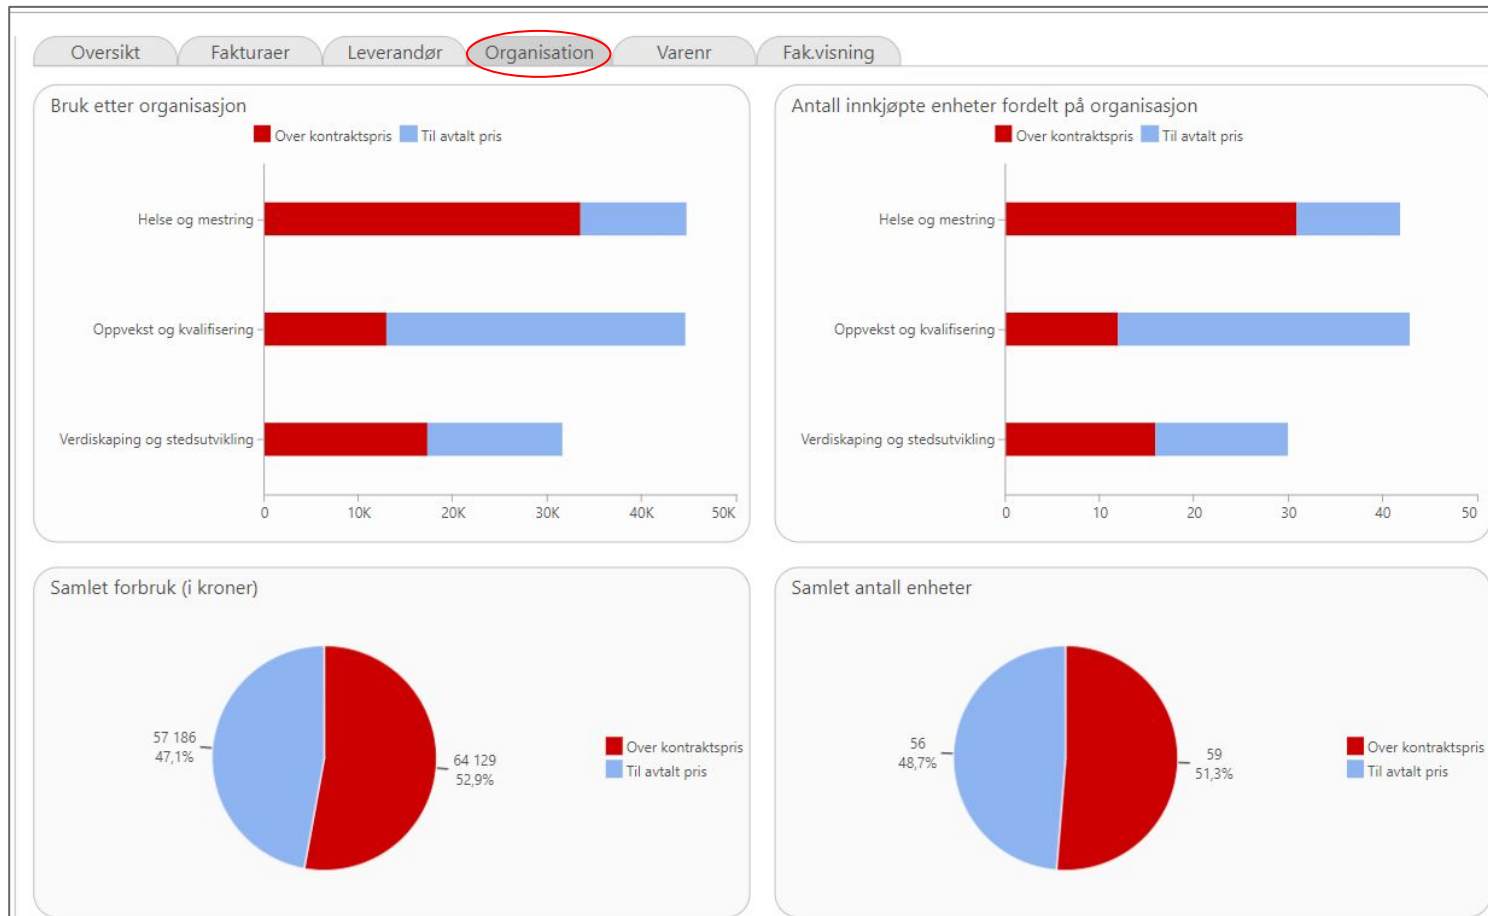 Oversikt Fakturaer Leverandør Organisation Varenr Fak.visning
Bruk etter organisasjon
Over kontraktspris Til avtalt pris
Helse og mestring
Oppvekst og kvalifisering
Verdiskaping og stedsutvikling
0 10K 20K 30K 40K 50K
Antall innkjøpte enheter fordelt på organisasjon
Over kontraktspris Til avtalt pris
Helse og mestring
Oppvekst og kvalifisering
Verdiskaping og stedsutvikling
0 10 20 30 40 50
Samlet forbruk (i kroner)
57 186
47,1%
64 129
52,9%
Over kontraktspris
Til avtalt pris
Samlet antall enheter
56
48,7%
59
51,3%
Over kontraktspris
Til avtalt pris